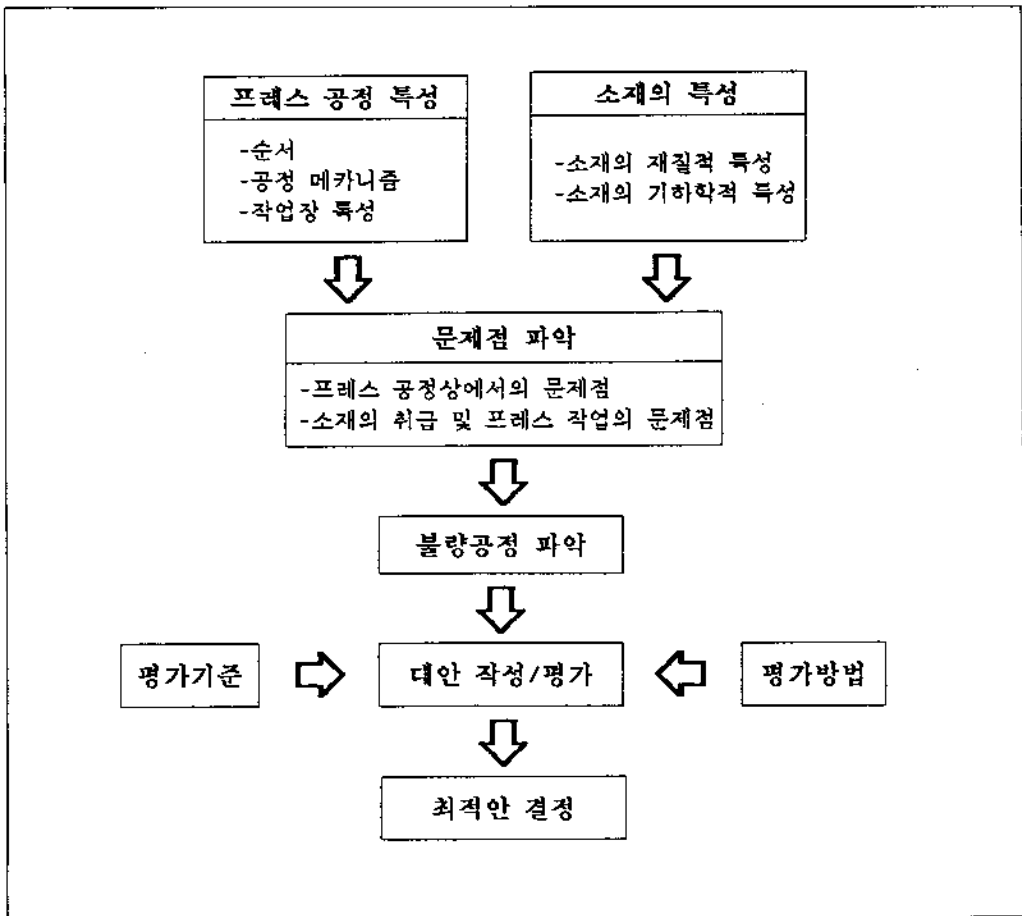 프레스 공정 특성
-순서
-공정 메카니즘
-작업장 특성
소재의 특성
-소재의 재질적 특성
-소재의 기하학적 특성
문제점 파악
-프레스 공정상에서의 문제점
-소재의 취급 및 프레스 작업의 문제점
불량공정 파악
평가기준
대안 작성/평가
평가방법
최적안 결정